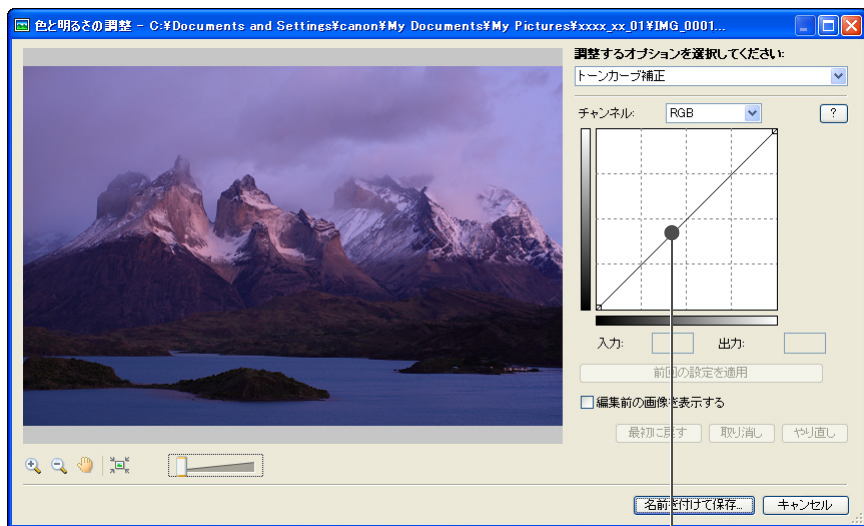 色と明るさの調整 - C:¥Documents and Settings¥canon¥My Documents¥My Pictures¥xxxx_xx_01¥IMG_0001...
調整するオプションを選択してください:
トーンカーブ補正
チャンネル: RGB ?
入力: 出力:
前回の設定を適用
編集前の画像を表示する
最初に戻す 取り消し やり直し
名前を付けて保存... キャンセル